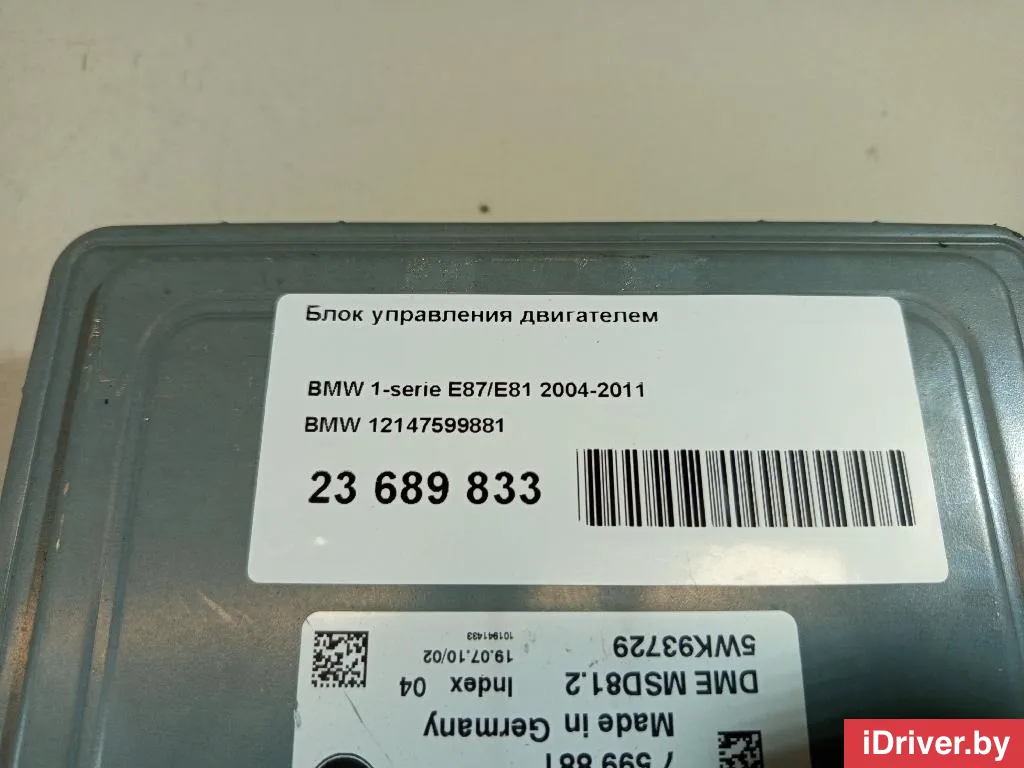 Блок управления двигателем
BMW 1-serie E87/E81 2004-2011
BMW 12147599881
23 689 833
7 599 881
Made in Germany
DME MSD81.2 Index 04
5WK93729 19.07.10/02
101941433
iDriver.by